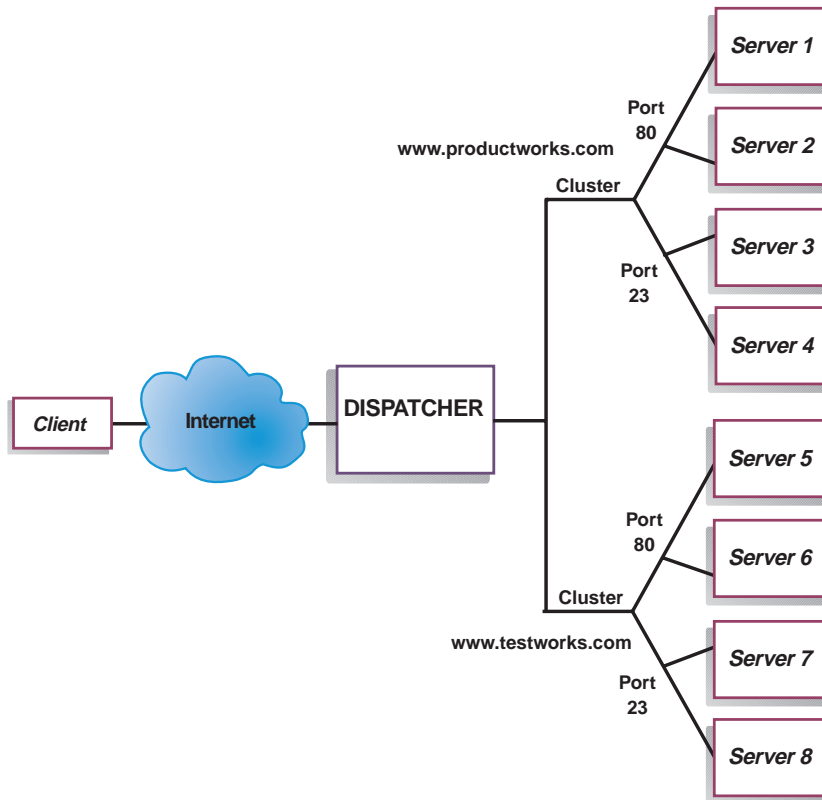 Server 1
Port
80
www.productworks.com
Server 2
Cluster
Server 3
Port
23
Server 4
Client
Internet
DISPATCHER
Server 5
Port
80
Server 6
Cluster
www.testworks.com
Server 7
Port
23
Server 8